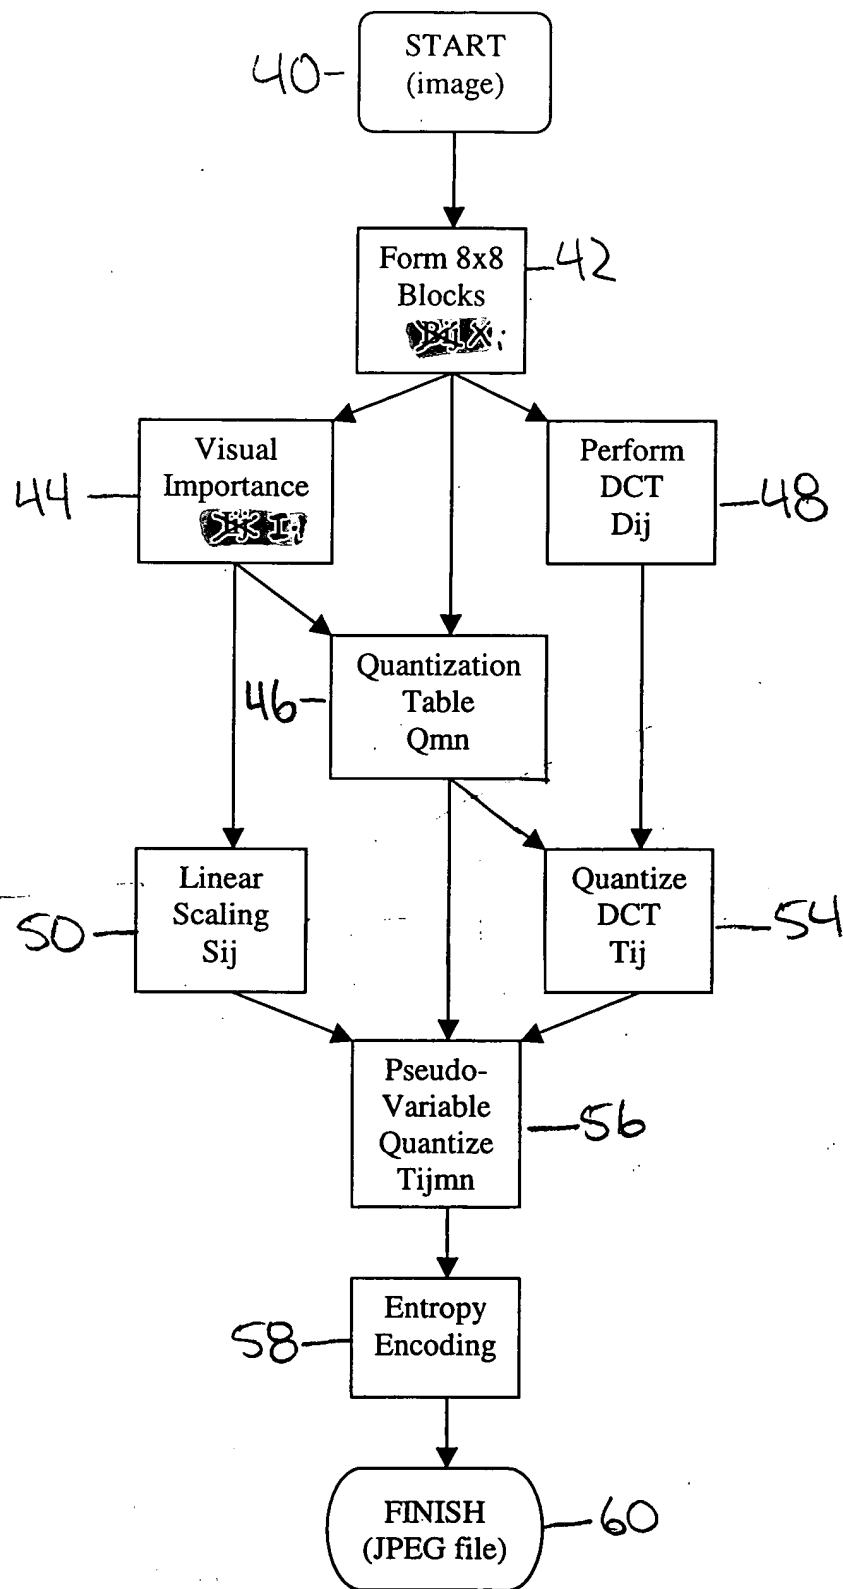 START
(image)
40-
Form 8x8
Blocks
-42
Visual
Importance
44
Perform
DCT
Dij
48
Quantization
Table
Qmn
46
Linear
Scaling
Sij
50
Quantize
DCT
Tij
54
Pseudo-
Variable
Quantize
Tijmn
56
Entropy
Encoding
58
FINISH
(JPEG file)
60